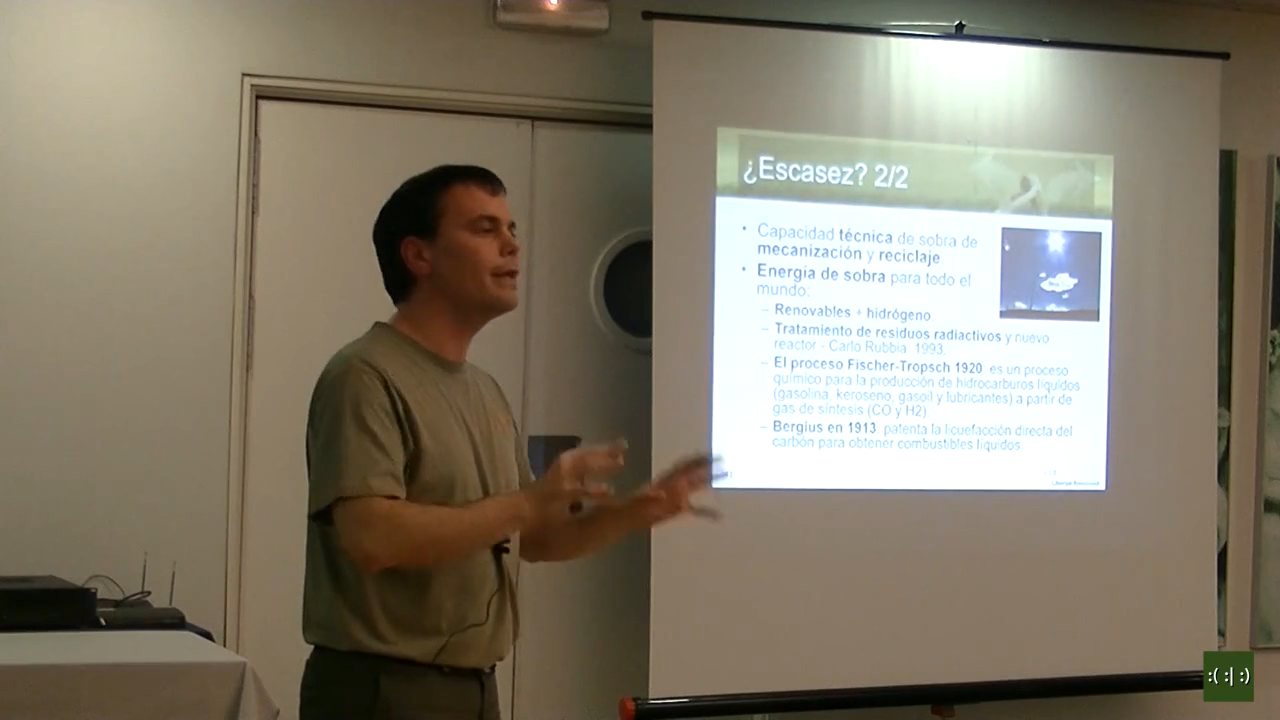 ¿Escasez? 2/2
• Capacidad técnica de sobra de
mecanización y reciclaje
• Energía de sobra para todo el
mundo:
– Renovables + hidrógeno
– Tratamiento de residuos radiactivos y nuevo
reactor - Carlo Rubbia 1993.
– El proceso Fischer-Tropsch 1920, es un proceso
químico para la producción de hidrocarburos líquidos
(gasolina, keroseno, gasoil y lubricantes) a partir de
gas de síntesis (CO y H2)
– Bergius en 1913, patenta la licuefacción directa del
carbón para obtener combustibles líquidos.
:( :| :)